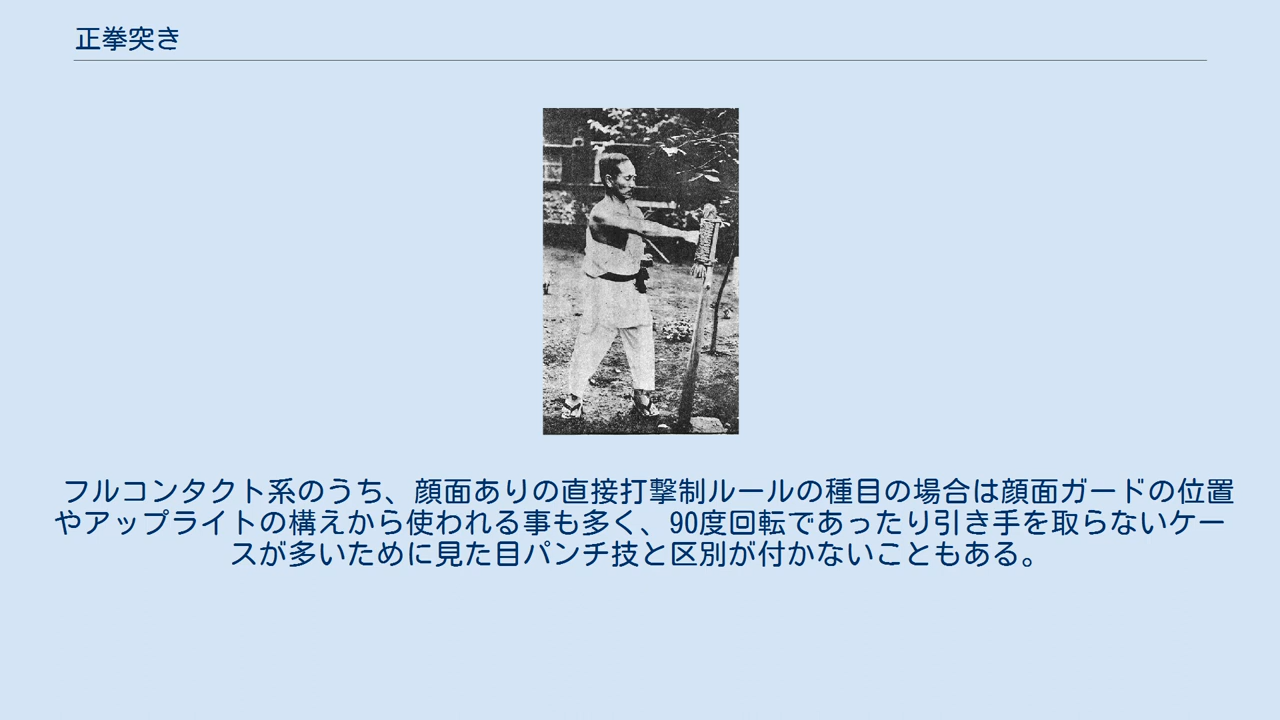 正拳突き
フルコンタクト系のうち、顔面ありの直接打撃制ルールの種目の場合は顔面ガードの位置
やアップライトの構えから使われる事も多く、90度回転であったり引き手を取らないケー
スが多いために見た目パンチ技と区別が付かないこともある。